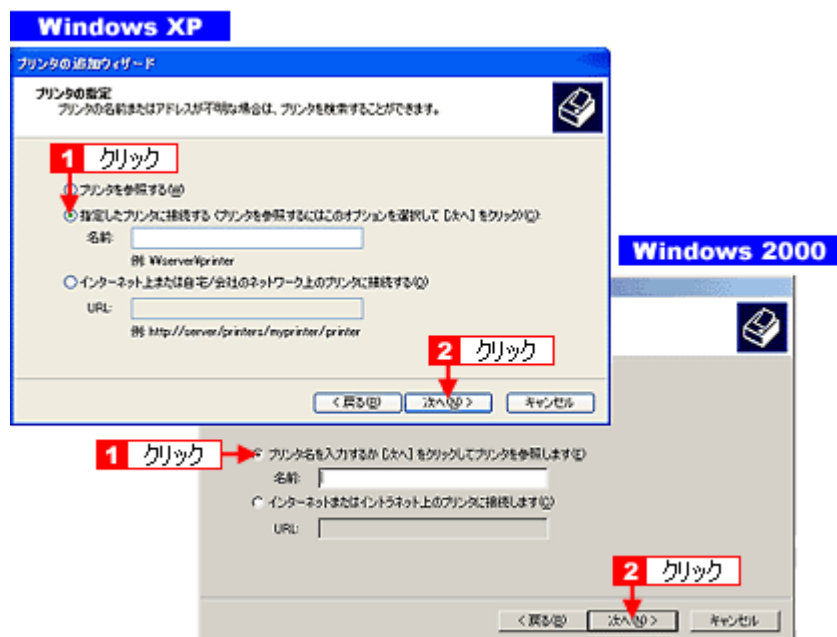 Windows XP
プリンタの追加ウィザード
プリンタの指定
プリンタの名前またはアドレスが不明な場合は、プリンタを検索することができます。
1 クリック
プリンタを参照する(W)
指定したプリンタに接続する (プリンタを参照するにはこのオプションを選択して [次へ] をクリック)(C):
名前:
例: ¥¥server¥printer
インターネット上または自宅/会社のネットワーク上のプリンタに接続する(O):
URL:
例: http://server/printers/myprinter/printer
2 クリック
< 戻る(B)
次へ(N) >
キャンセル
Windows 2000
1 クリック
プリンタ名を入力するか [次へ] をクリックしてプリンタを参照します(E)
名前:
インターネットまたはイントラネット上のプリンタに接続します(C)
URL:
2 クリック
< 戻る(B)
次へ(N) >
キャンセル